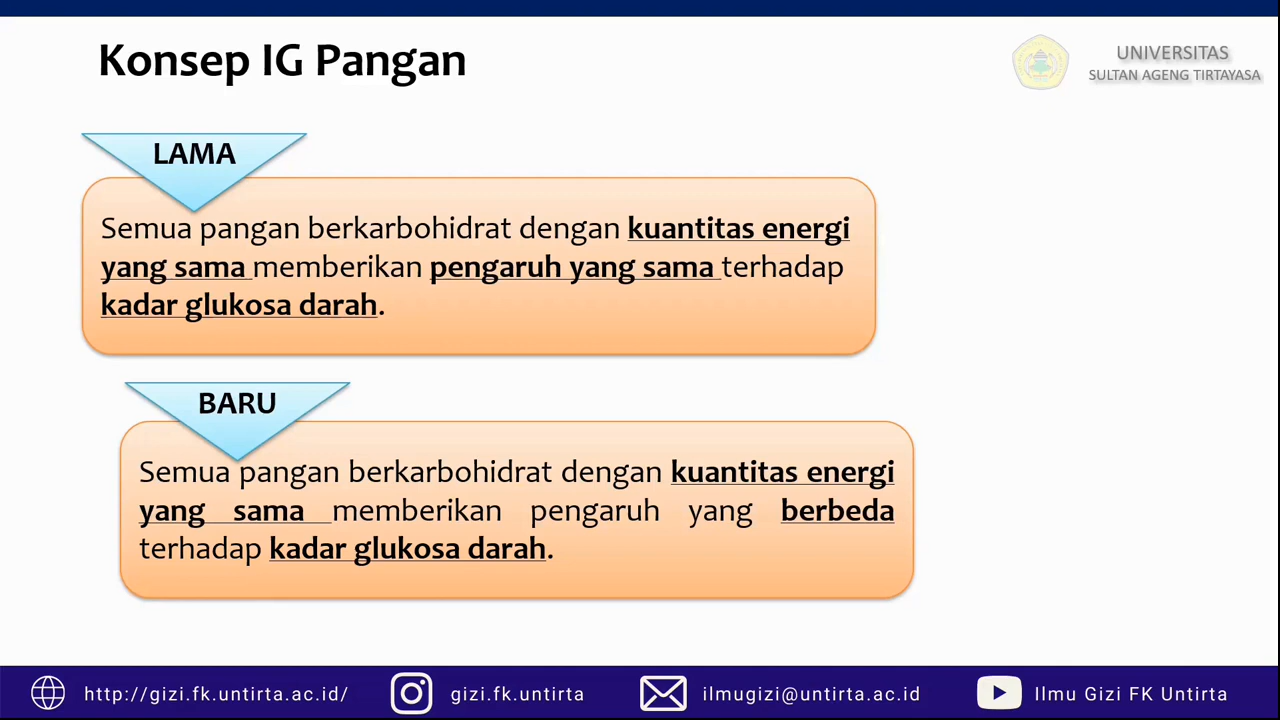 Konsep IG Pangan
UNIVERSITAS
SULTAN AGENG TIRTAYASA
LAMA
Semua pangan berkarbohidrat dengan kuantitas energi
yang sama memberikan pengaruh yang sama terhadap
kadar glukosa darah.
BARU
Semua pangan berkarbohidrat dengan kuantitas energi
yang sama memberikan pengaruh yang berbeda
terhadap kadar glukosa darah.
http://gizi.fk.untirta.ac.id/
gizi.fk.untirta
ilmugizi@untirta.ac.id
Ilmu Gizi FK Untirta